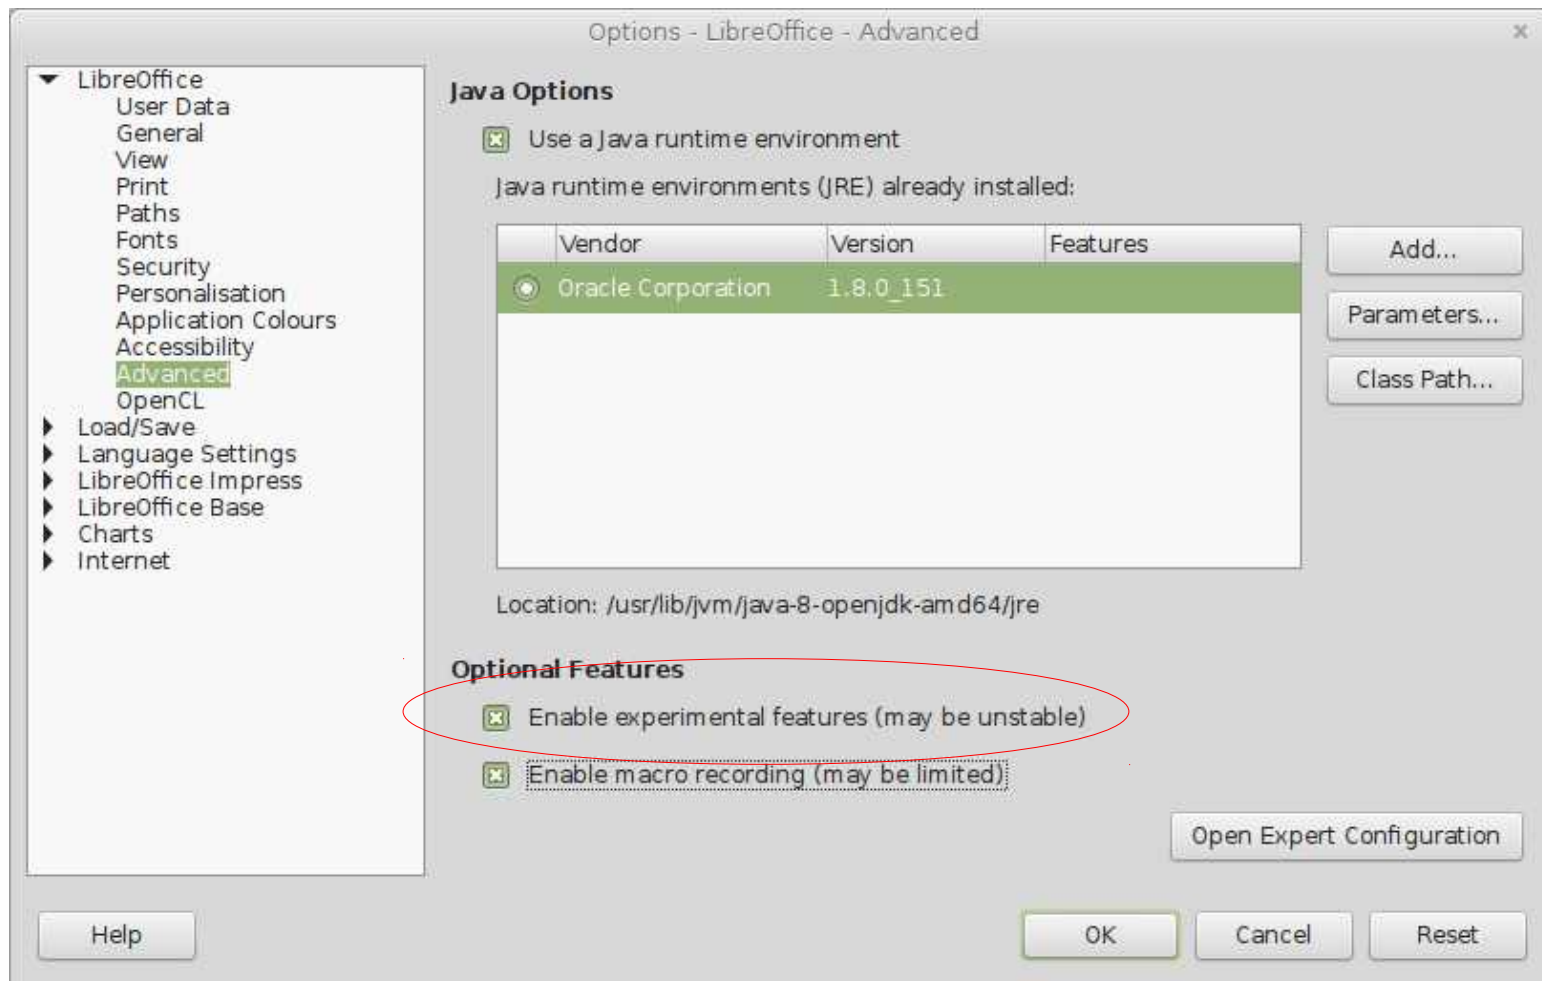 Options - LibreOffice - Advanced
LibreOffice
User Data
General
View
Print
Paths
Fonts
Security
Personalisation
Application Colours
Accessibility
Advanced
OpenCL
Load/Save
Language Settings
LibreOffice Impress
LibreOffice Base
Charts
Internet
Java Options
Use a Java runtime environment
Java runtime environments (JRE) already installed:
Vendor Version Features
Oracle Corporation 1.8.0_151
Add...
Parameters...
Class Path...
Location: /usr/lib/jvm/java-8-openjdk-amd64/jre
Optional Features
Enable experimental features (may be unstable)
Enable macro recording (may be limited)
Open Expert Configuration
Help OK Cancel Reset